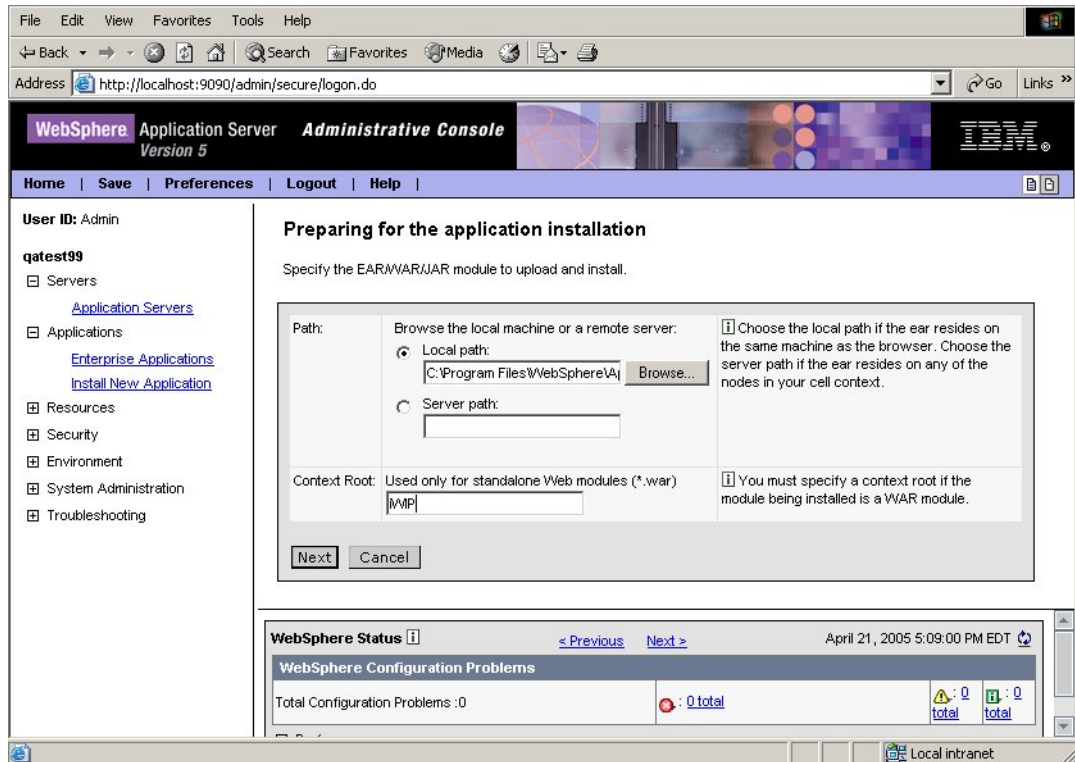 File Edit View Favorites Tools Help
Back Search Favorites Media
Address http://localhost:9090/admin/secure/logon.do Go Links »
WebSphere Application Server Administrative Console
Version 5
IBM®
Home | Save | Preferences | Logout | Help |
User ID: Admin
qatest99
Servers
Application Servers
Applications
Enterprise Applications
Install New Application
Resources
Security
Environment
System Administration
Troubleshooting
Preparing for the application installation
Specify the EAR/WAR/JAR module to upload and install.
Path:
Browse the local machine or a remote server:
Local path:
C:\Program Files\WebSphere\Ap Browse...
Server path:
i Choose the local path if the ear resides on
the same machine as the browser. Choose the
server path if the ear resides on any of the
nodes in your cell context.
Context Root:
Used only for standalone Web modules (*.war)
i You must specify a context root if the
module being installed is a WAR module.
Next Cancel
WebSphere Status i < Previous Next > April 21, 2005 5:09:00 PM EDT
WebSphere Configuration Problems
Total Configuration Problems :0 : 0 total : 0 total : 0 total
Local intranet